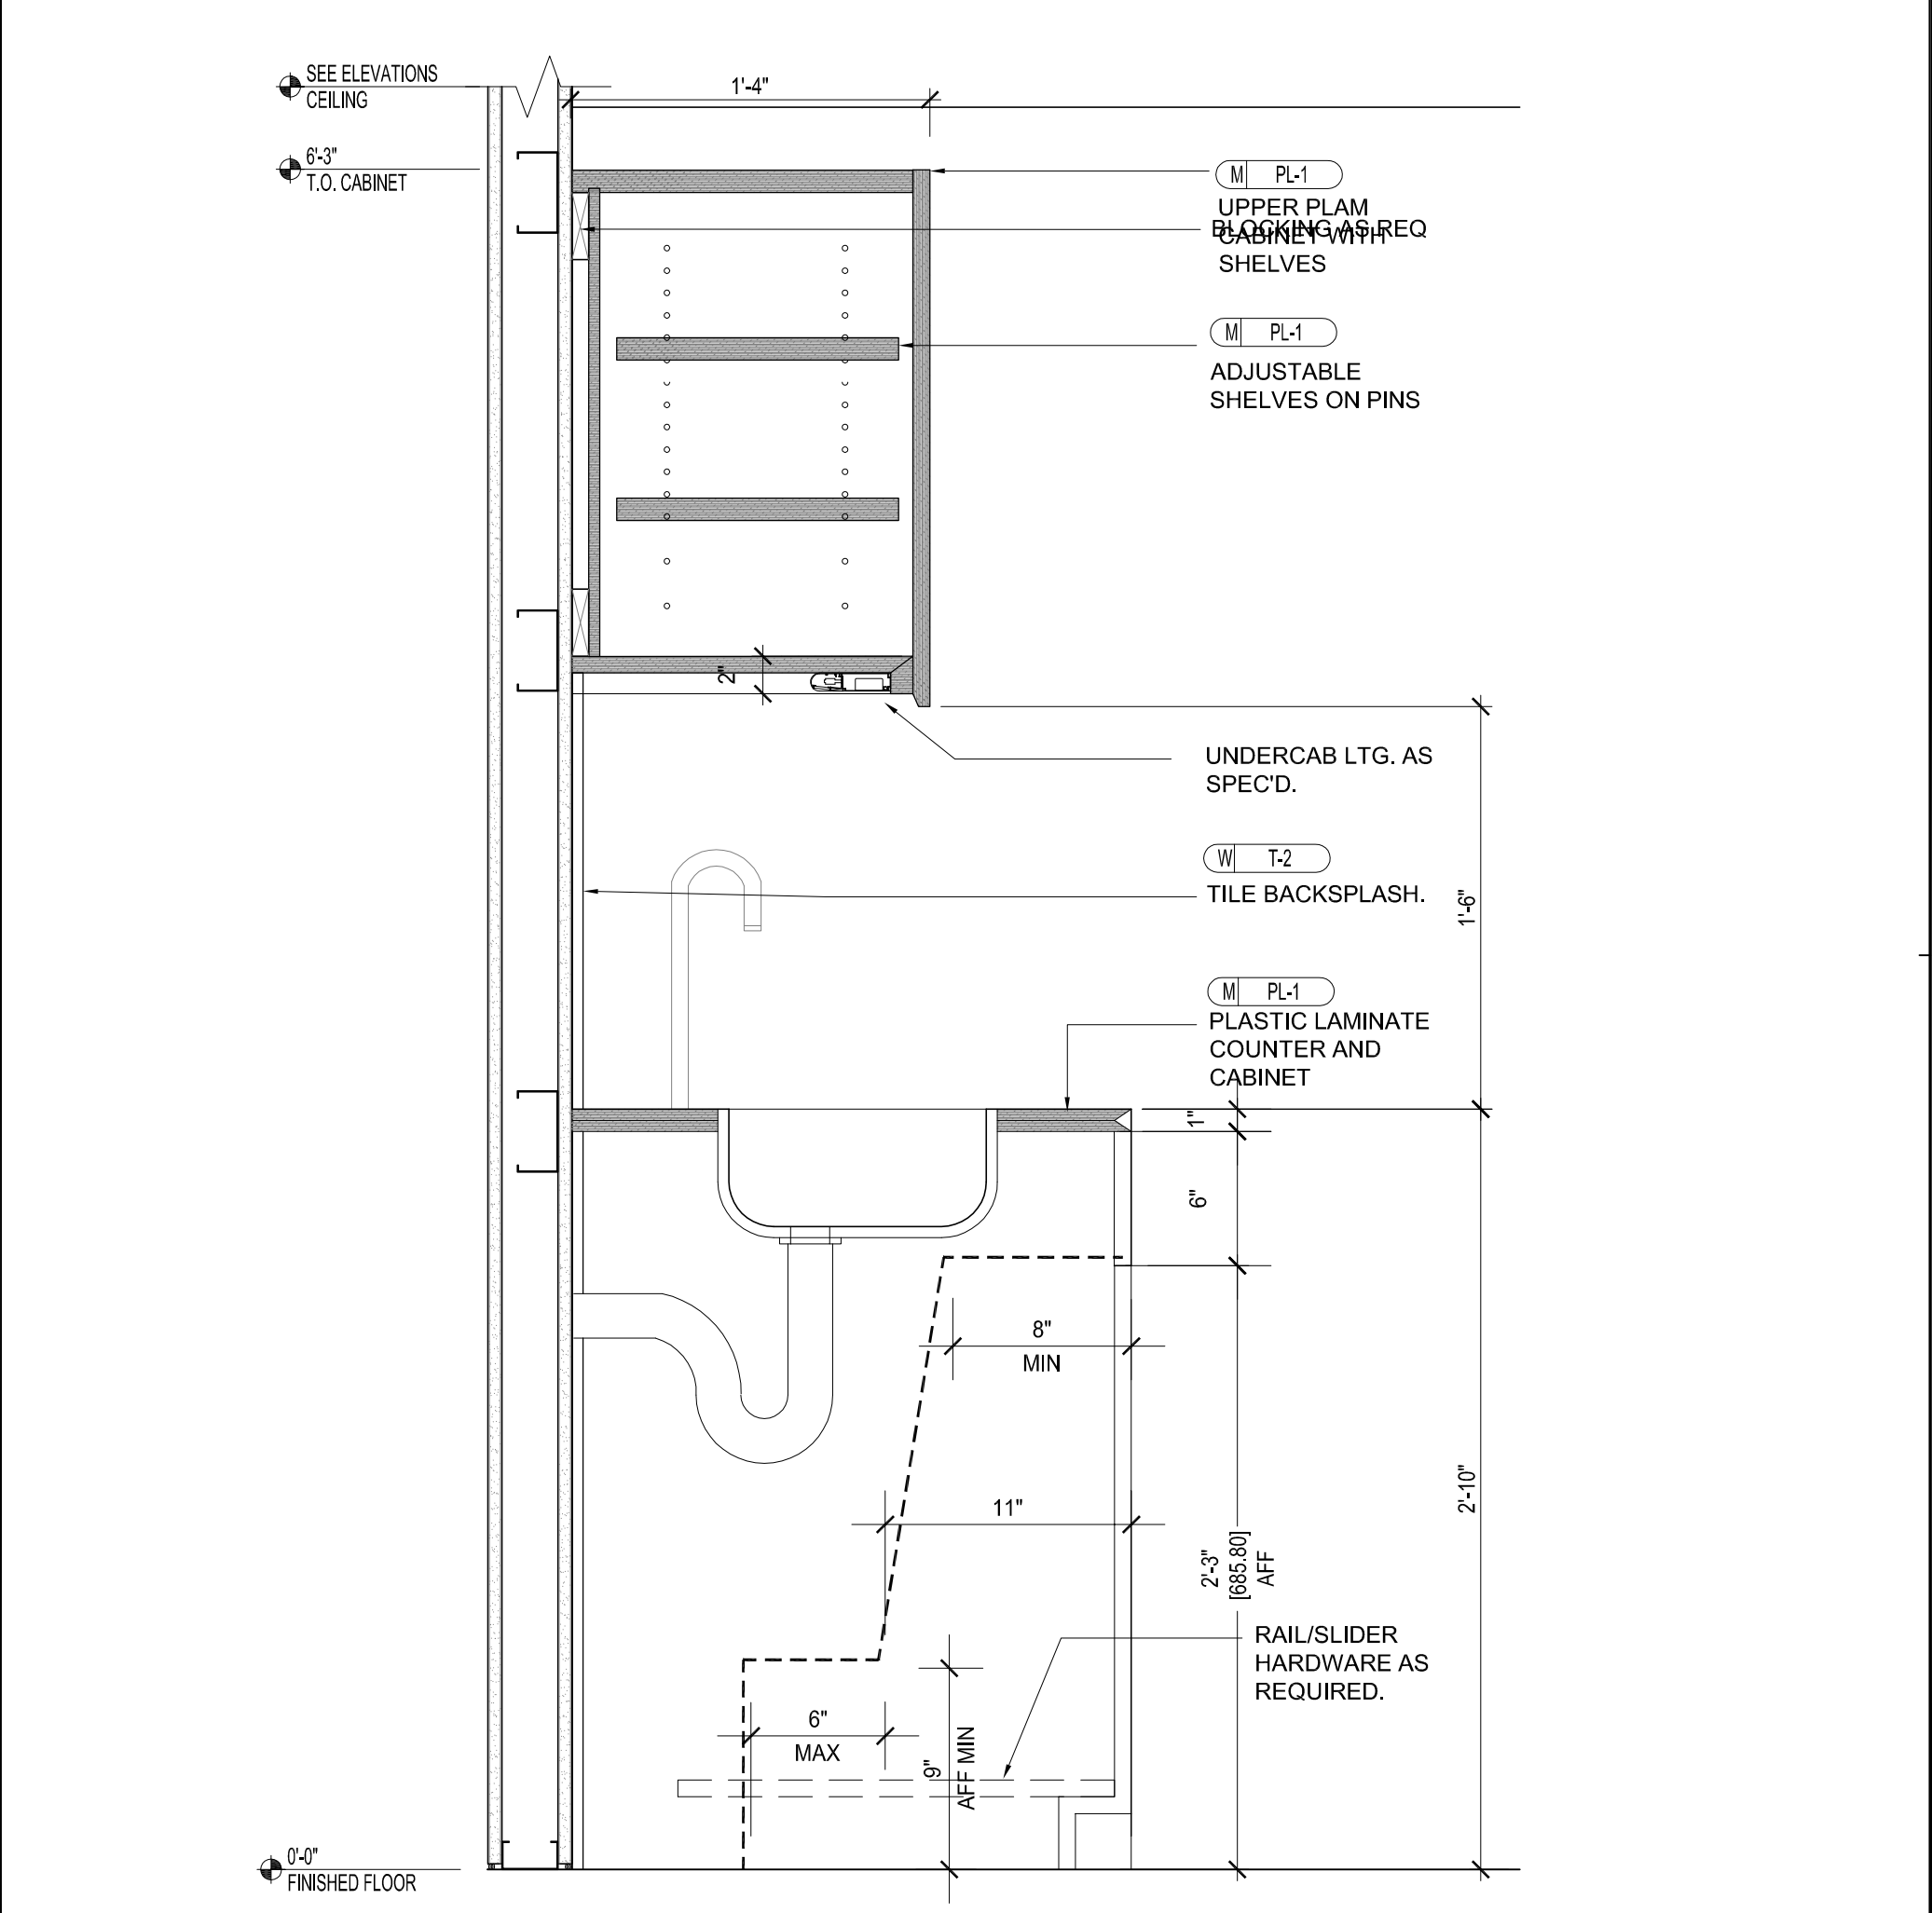 SEE ELEVATIONS
CEILING
1'-4"
6'-3"
T.O. CABINET
M PL-1
UPPER PLAM
BLOCKING AS REQ
CABINET WITH
SHELVES
M PL-1
ADJUSTABLE
SHELVES ON PINS
2"
UNDERCAB LTG. AS
SPEC'D.
W T-2
TILE BACKSPLASH.
1'-6"
M PL-1
PLASTIC LAMINATE
COUNTER AND
CABINET
1"
6"
8"
MIN
11"
2'-3"
[685.80]
AFF
2'-10"
RAIL/SLIDER
HARDWARE AS
REQUIRED.
6"
MAX
9"
AFF MIN
0'-0"
FINISHED FLOOR